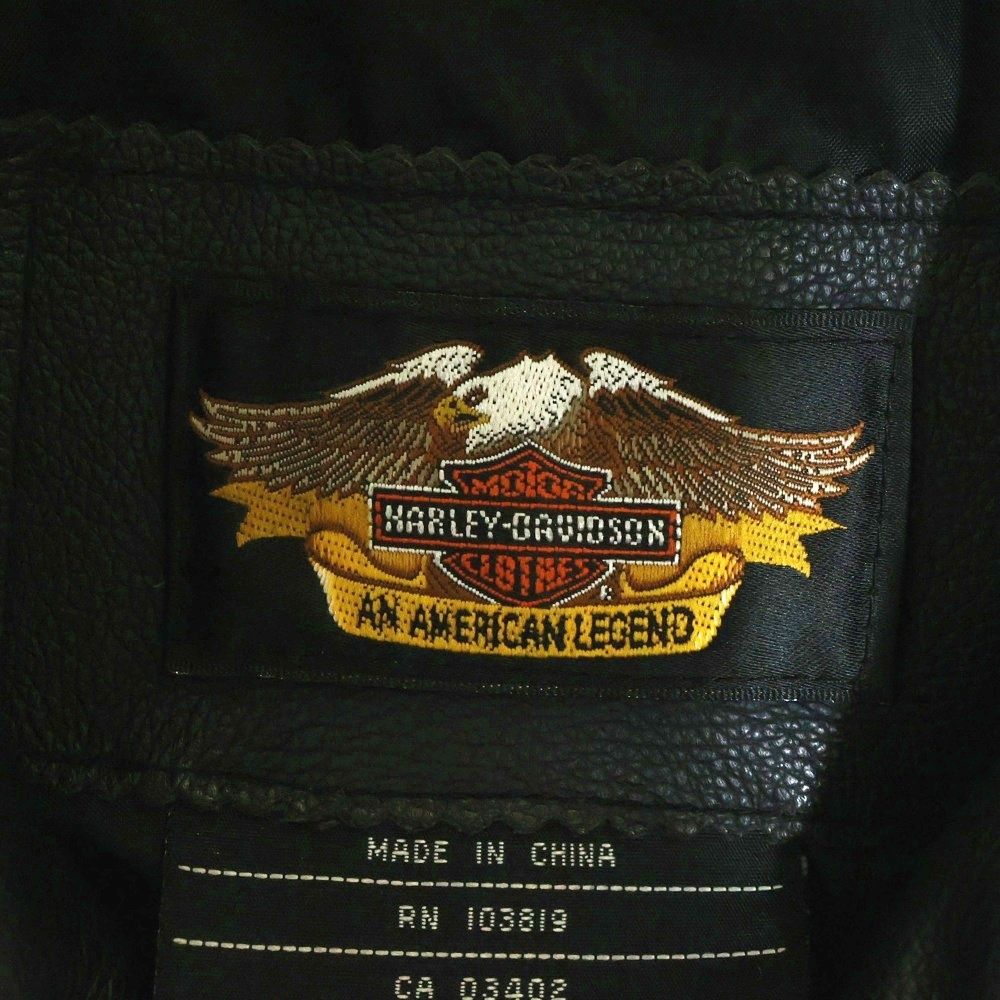 MOTOR
HARLEY-DAVIDSON
CLOTHES
®
AN AMERICAN LEGEND
MADE IN CHINA
RN 103819
CA 03402